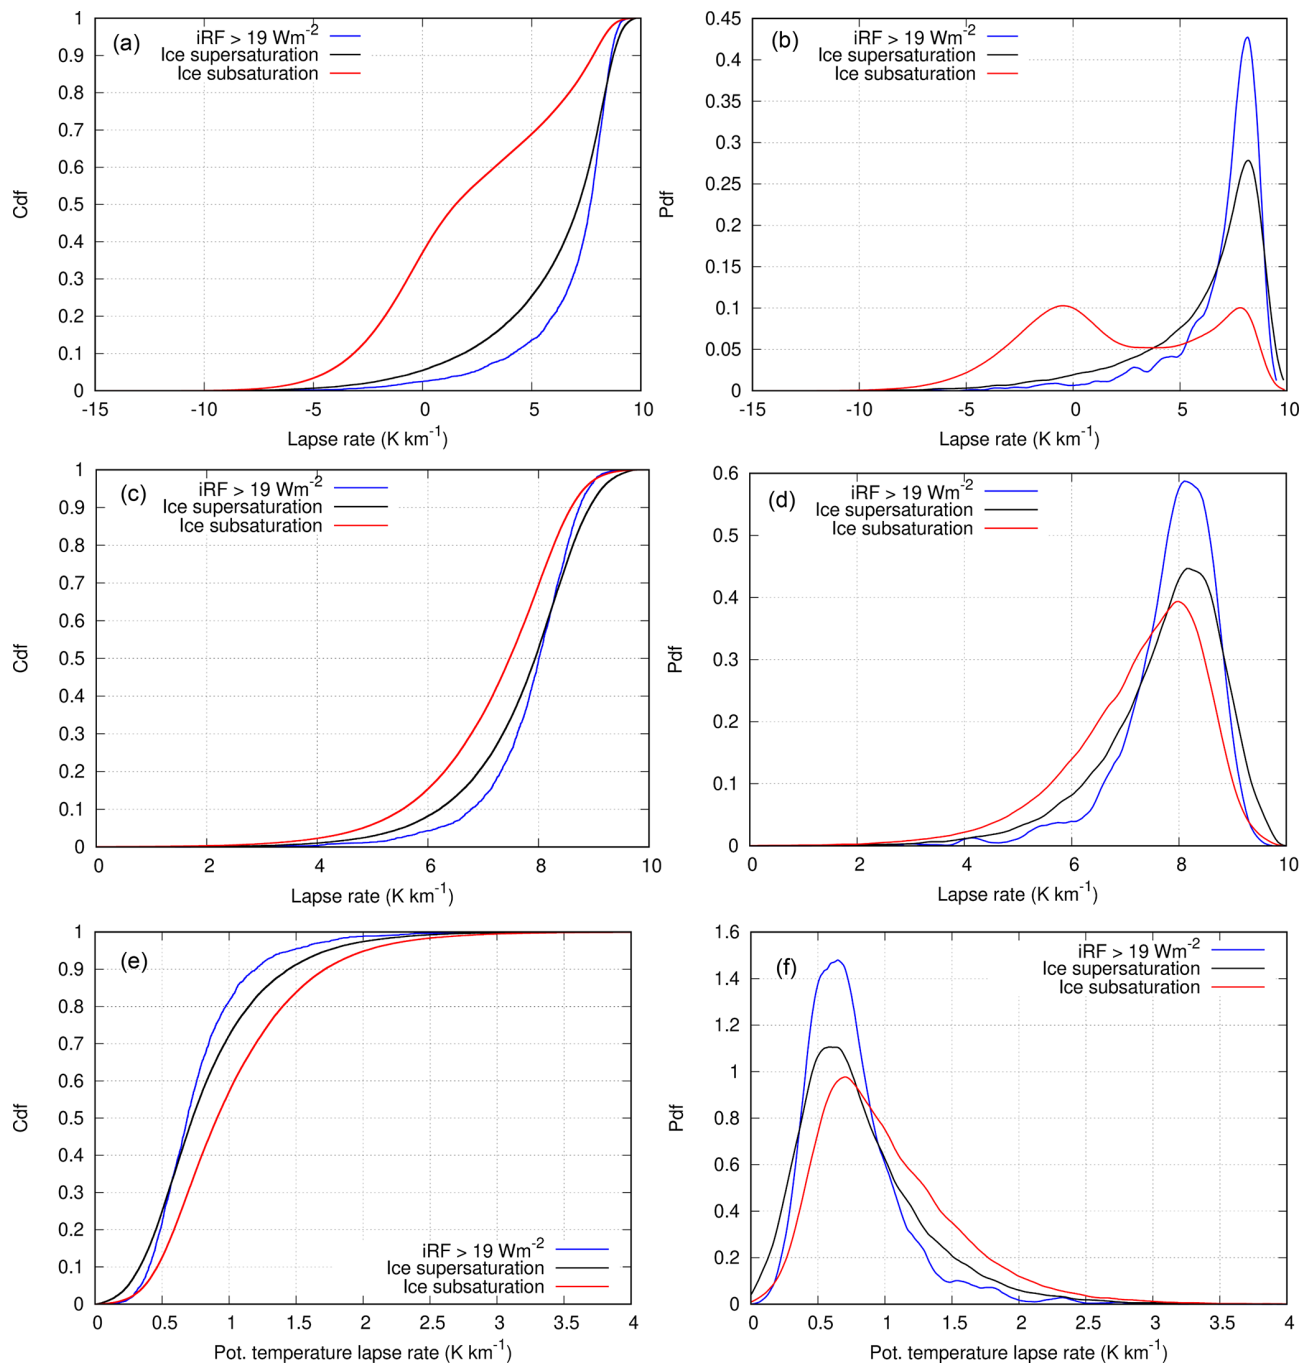 (a)
iRF > 19 Wm-2
Ice supersaturation
Ice subsaturation
1
0.9
0.8
0.7
0.6
0.5
0.4
0.3
0.2
0.1
0
Cdf
-15 -10 -5 0 5 10
Lapse rate (K km-1)
(b)
iRF > 19 Wm-2
Ice supersaturation
Ice subsaturation
0.45
0.4
0.35
0.3
0.25
0.2
0.15
0.1
0.05
0
Pdf
-15 -10 -5 0 5 10
Lapse rate (K km-1)
(c)
iRF > 19 Wm-2
Ice supersaturation
Ice subsaturation
1
0.9
0.8
0.7
0.6
0.5
0.4
0.3
0.2
0.1
0
Cdf
0 2 4 6 8 10
Lapse rate (K km-1)
(d)
iRF > 19 Wm-2
Ice supersaturation
Ice subsaturation
0.6
0.5
0.4
0.3
0.2
0.1
0
Pdf
0 2 4 6 8 10
Lapse rate (K km-1)
(e)
iRF > 19 Wm-2
Ice supersaturation
Ice subsaturation
1
0.9
0.8
0.7
0.6
0.5
0.4
0.3
0.2
0.1
0
Cdf
0 0.5 1 1.5 2 2.5 3 3.5 4
Pot. temperature lapse rate (K km-1)
(f)
iRF > 19 Wm-2
Ice supersaturation
Ice subsaturation
1.6
1.4
1.2
1
0.8
0.6
0.4
0.2
0
Pdf
0 0.5 1 1.5 2 2.5 3 3.5 4
Pot. temperature lapse rate (K km-1)